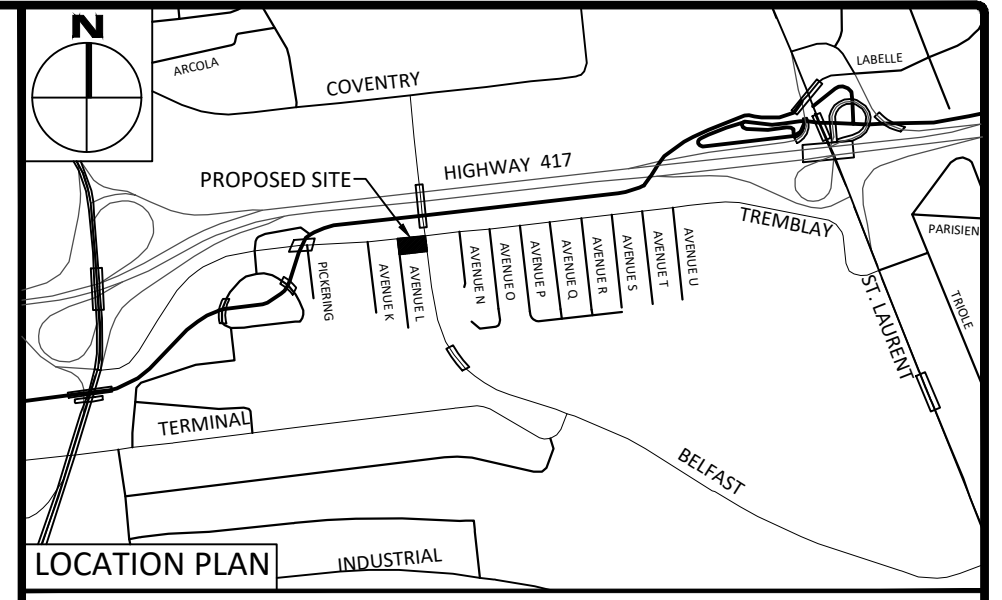 N
ARCOLA
COVENTRY
LABELLE
HIGHWAY 417
PROPOSED SITE
TREMBLAY
PARISIEN
PICKERING
AVENUE K
AVENUE L
AVENUE N
AVENUE O
AVENUE P
AVENUE Q
AVENUE R
AVENUE S
AVENUE T
AVENUE U
ST. LAURENT
TRIOLE
TERMINAL
BELFAST
LOCATION PLAN
INDUSTRIAL